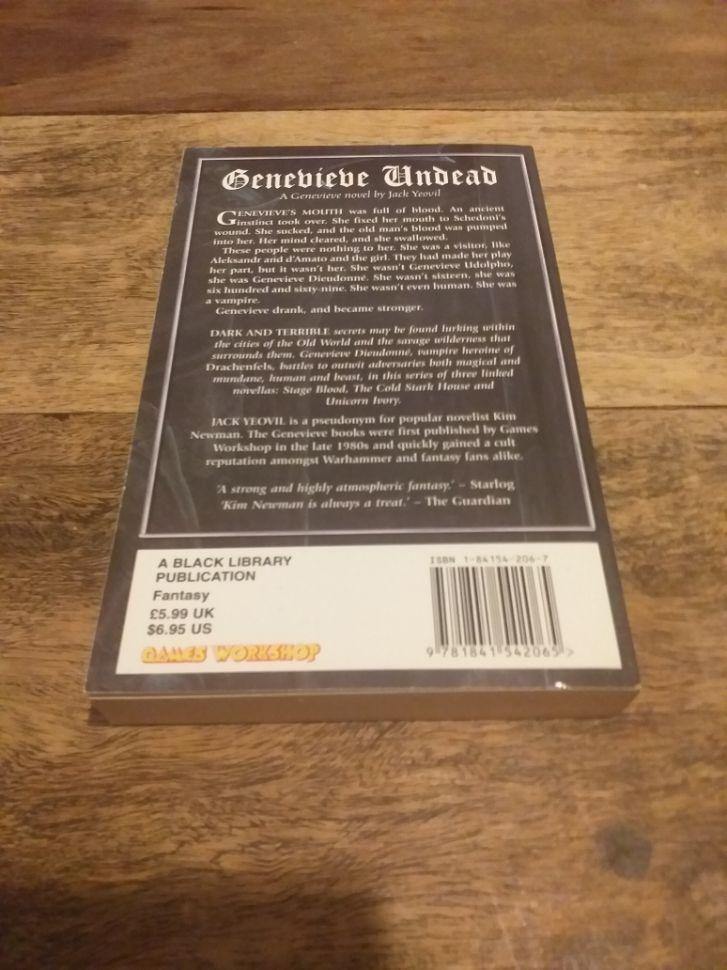 Genevieve Undead
A Genevieve novel by Jack Yeovil
GENEVIEVE'S MOUTH was full of blood. An ancient
instinct took over. She fixed her mouth to Schedoni's
wound. She sucked, and the old man's blood was pumped
into her. Her mind cleared, and she swallowed.
These people were nothing to her. She was a visitor, like
Aleksandr and d'Amato and the girl. They had made her play
her part, but it wasn't her. She wasn't Genevieve Udolpho,
she was Genevieve Dieudonné. She wasn't sixteen, she was
six hundred and sixty-nine. She wasn't even human. She was
a vampire.
Genevieve drank, and became stronger.
DARK AND TERRIBLE secrets may be found lurking within
the cities of the Old World and the savage wilderness that
surrounds them. Genevieve Dieudonné, vampire heroine of
Drachenfels, battles to outwit adversaries both magical and
mundane, human and beast, in this series of three linked
novellas: Stage Blood, The Cold Stark House and
Unicorn Ivory.
JACK YEOVIL is a pseudonym for popular novelist Kim
Newman. The Genevieve books were first published by Games
Workshop in the late 1980s and quickly gained a cult
reputation amongst Warhammer and fantasy fans alike.
'A strong and highly atmospheric fantasy.' – Starlog
'Kim Newman is always a treat.' – The Guardian
A BLACK LIBRARY
PUBLICATION
Fantasy
£5.99 UK
$6.95 US
GAMES WORKSHOP
ISBN 1-84154-206-7
9 781841 542065 >